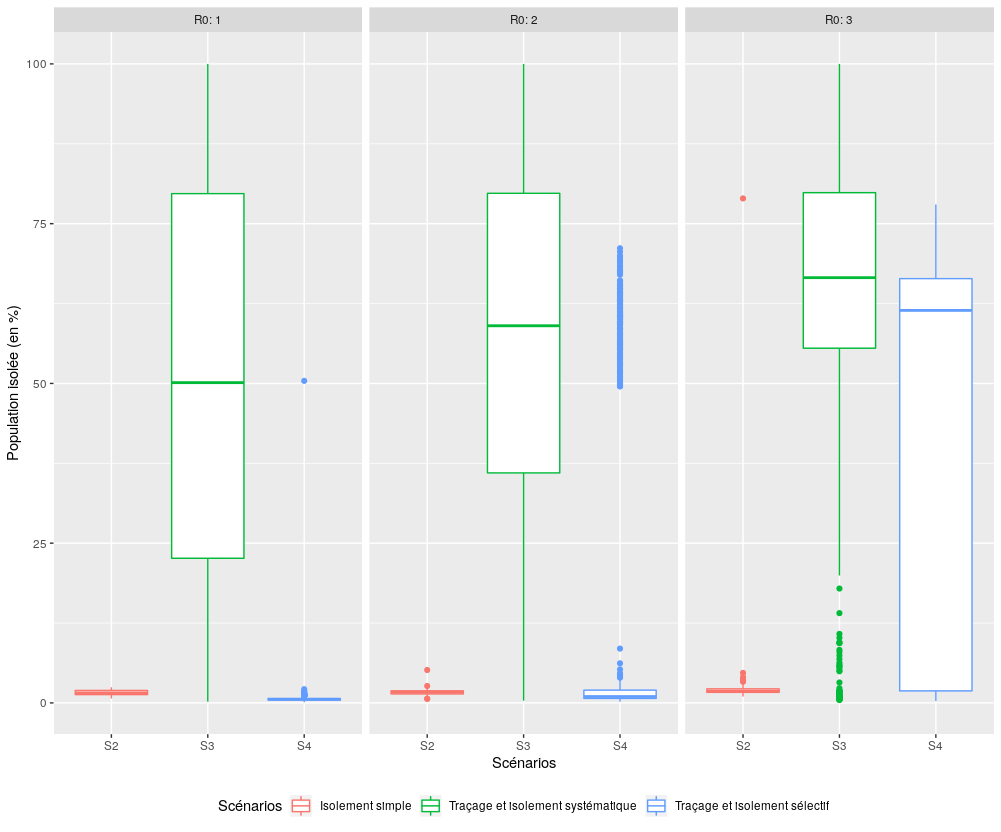 R0: 1
R0: 2
R0: 3
Population isolée (en %)
100
75
50
25
0
S2
S3
S4
S2
S3
S4
S2
S3
S4
Scénarios
Scénarios
Isolement simple
Traçage et isolement systématique
Traçage et isolement sélectif